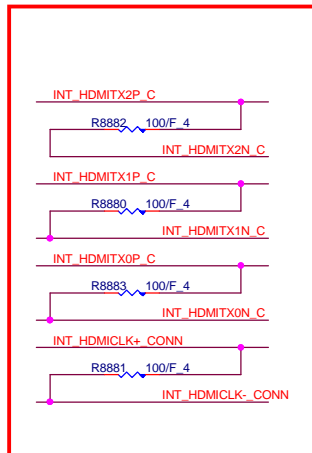 INT_HDMITX2P_C
R8882 100/F_4
INT_HDMITX2N_C
INT_HDMITX1P_C
R8880 100/F_4
INT_HDMITX1N_C
INT_HDMITX0P_C
R8883 100/F_4
INT_HDMITX0N_C
INT_HDMICLK+_CONN
R8881 100/F_4
INT_HDMICLK-_CONN